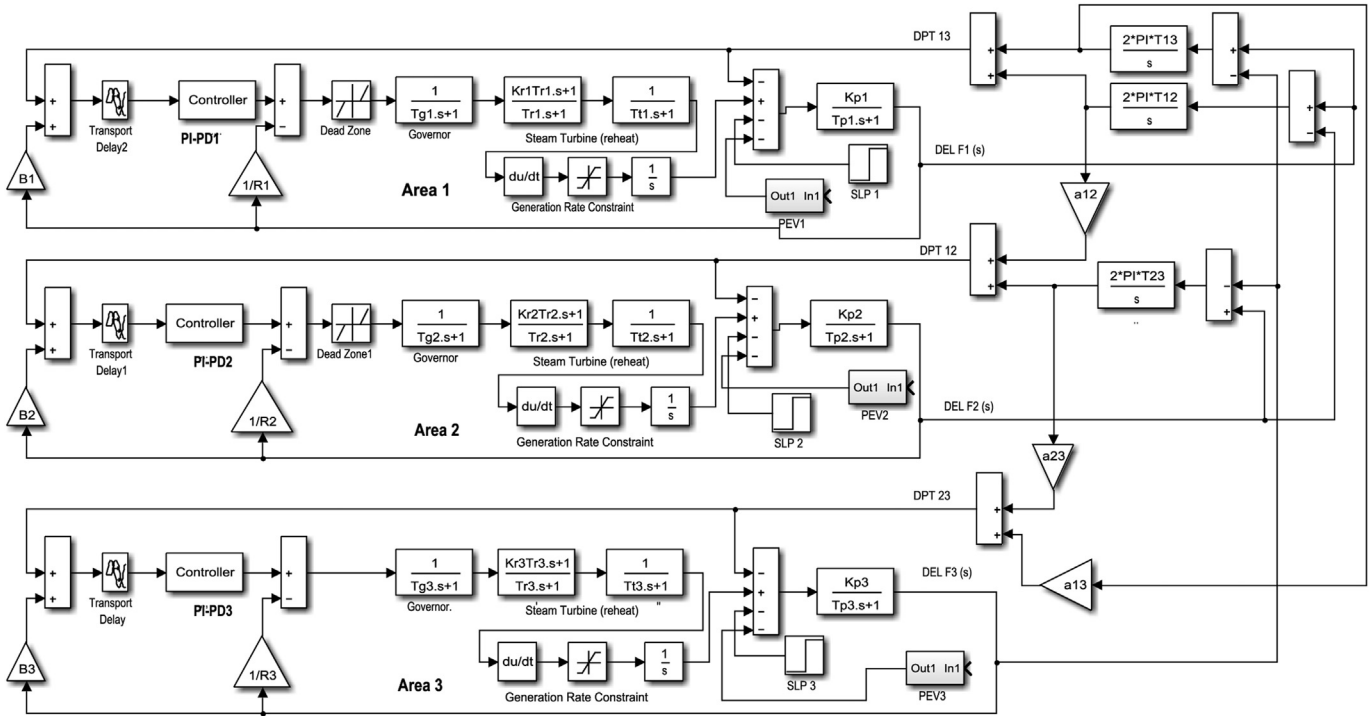 DPT 13
+
+
2*PI*T13
s
+
−
2*PI*T12
s
+
−
+
+
Transport
Delay2
Controller
PI-PD1
+
−
Dead Zone
1
Tg1.s+1
Governor
Kr1Tr1.s+1
Tr1.s+1
1
Tt1.s+1
Steam Turbine (reheat)
−
+
−
−
Kp1
Tp1.s+1
DEL F1 (s)
B1
1/R1
Area 1
du/dt
1
s
Generation Rate Constraint
Out1 In1
PEV1
SLP 1
a12
DPT 12
+
+
2*PI*T23
s
..
−
+
+
+
Transport
Delay1
Controller
PI-PD2
+
−
Dead Zone1
1
Tg2.s+1
Governor
Kr2Tr2.s+1
Tr2.s+1
1
Tt2.s+1
Steam Turbine (reheat)
−
+
−
−
Kp2
Tp2.s+1
DEL F2 (s)
B2
1/R2
Area 2
du/dt
1
s
Generation Rate Constraint
SLP 2
Out1 In1
PEV2
a23
DPT 23
+
+
a13
+
+
Transport
Delay
Controller
PI-PD3
+
−
1
Tg3.s+1
Governor.
Kr3Tr3.s+1
Tr3.s+1
1
Tt3.s+1
Steam Turbine (reheat)
"
−
+
−
−
Kp3
Tp3.s+1
DEL F3 (s)
B3
1/R3
Area 3
du/dt
1
s
Generation Rate Constraint
SLP 3
Out1 In1
PEV3